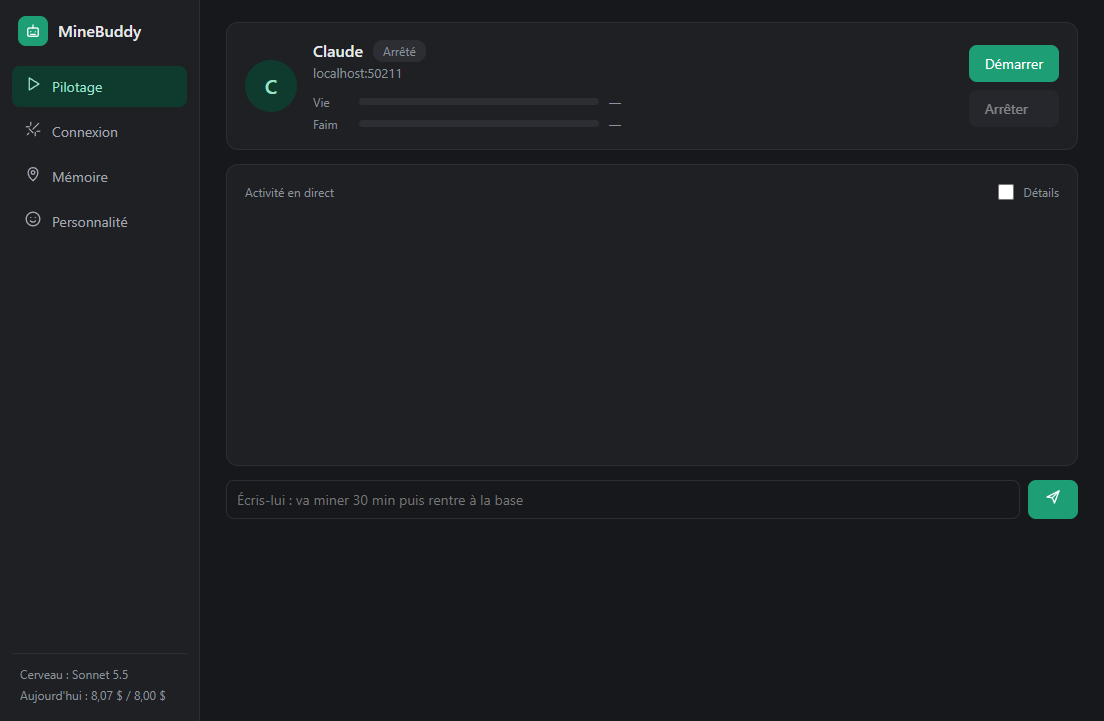 MineBuddy
Pilotage
Connexion
Mémoire
Personnalité
Cerveau : Sonnet 5.5
Aujourd'hui : 8,07 $ / 8,00 $
C
Claude
Arrêté
localhost:50211
Vie —
Faim —
Démarrer
Arrêter
Activité en direct
Détails
Écris-lui : va miner 30 min puis rentre à la base